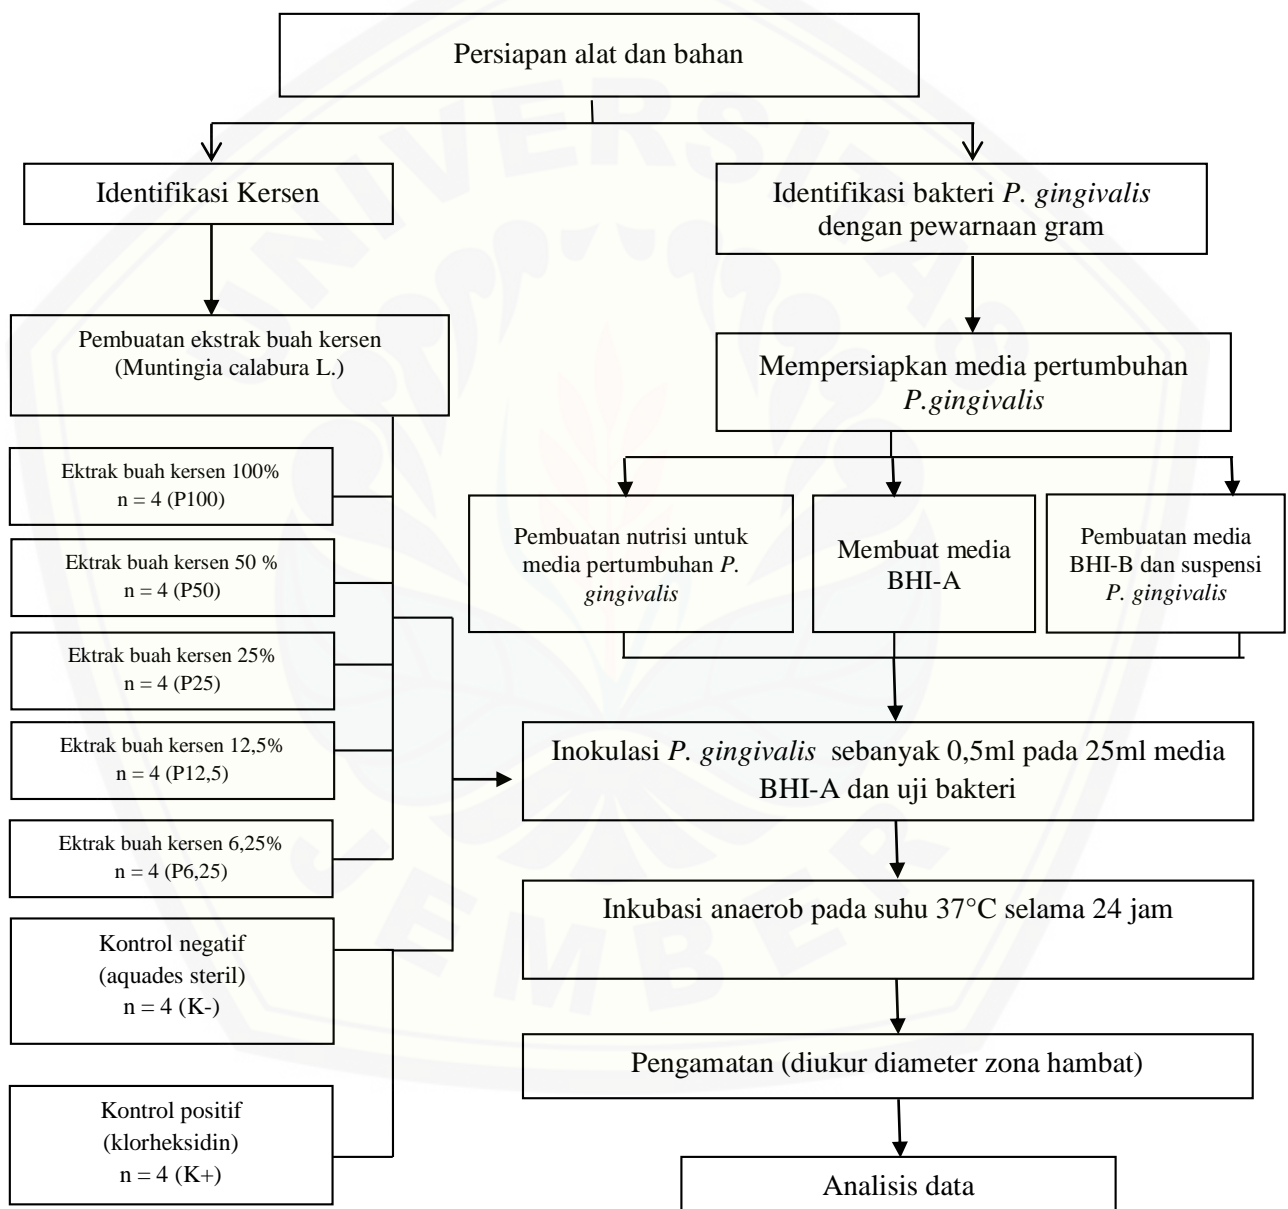 Persiapan alat dan bahan
Identifikasi Kersen
Identifikasi bakteri P. gingivalis
dengan pewarnaan gram
Pembuatan ekstrak buah kersen
(Muntingia calabura L.)
Mempersiapkan media pertumbuhan
P.gingivalis
Ektrak buah kersen 100%
n = 4 (P100)
Ektrak buah kersen 50 %
n = 4 (P50)
Ektrak buah kersen 25%
n = 4 (P25)
Ektrak buah kersen 12,5%
n = 4 (P12,5)
Ektrak buah kersen 6,25%
n = 4 (P6,25)
Kontrol negatif
(aquades steril)
n = 4 (K-)
Kontrol positif
(klorheksidin)
n = 4 (K+)
Pembuatan nutrisi untuk
media pertumbuhan P.
gingivalis
Membuat media
BHI-A
Pembuatan media
BHI-B dan suspensi
P. gingivalis
Inokulasi P. gingivalis sebanyak 0,5ml pada 25ml media
BHI-A dan uji bakteri
Inkubasi anaerob pada suhu 37°C selama 24 jam
Pengamatan (diukur diameter zona hambat)
Analisis data
UNIVERSITAS
JEMBER